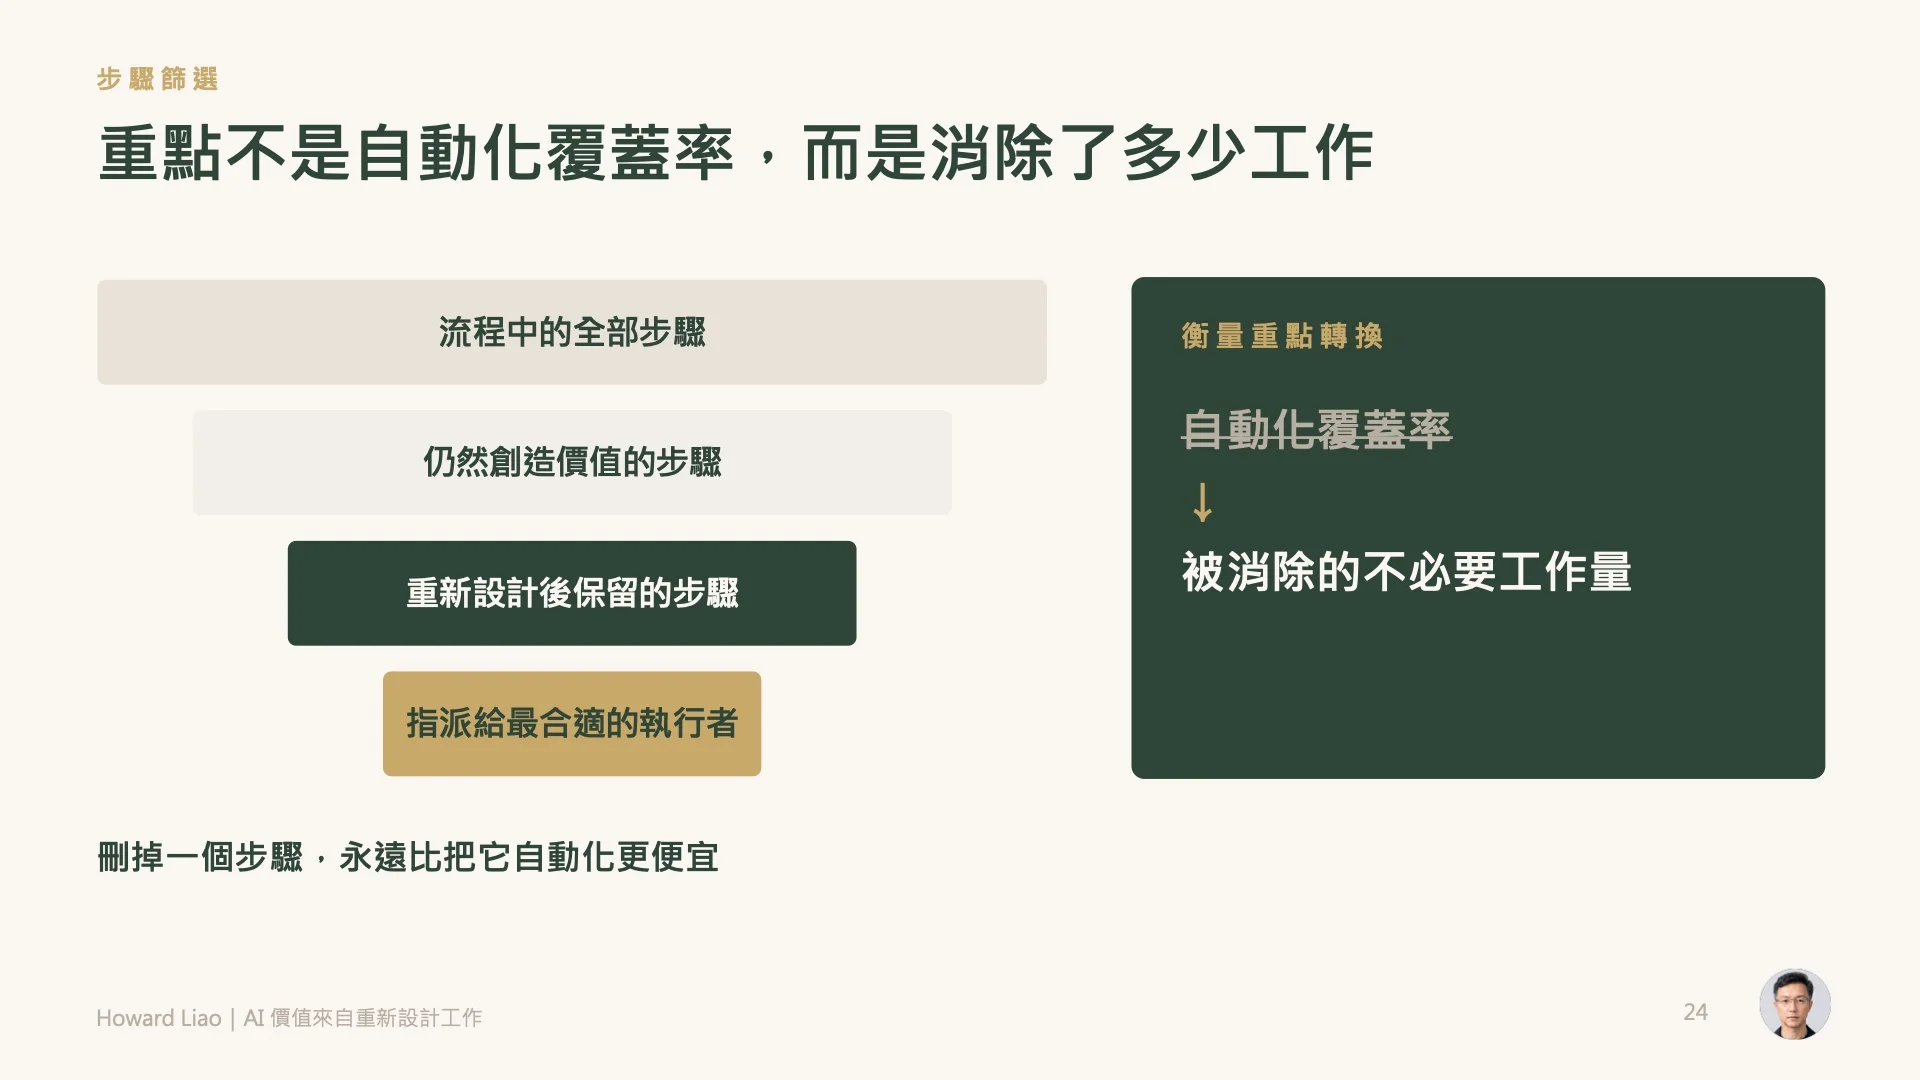 步驟篩選
重點不是自動化覆蓋率，而是消除了多少工作
流程中的全部步驟
仍然創造價值的步驟
重新設計後保留的步驟
指派給最合適的執行者
刪掉一個步驟，永遠比把它自動化更便宜
衡量重點轉換
自動化覆蓋率
↓
被消除的不必要工作量
Howard Liao | AI 價值來自重新設計工作
24